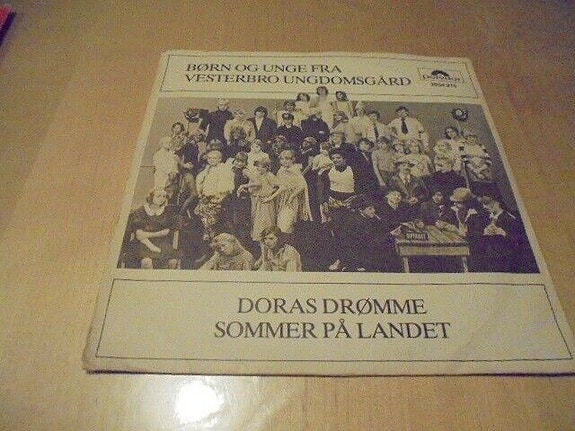 BØRN OG UNGE FRA
VESTERBRO UNGDOMSGÅRD
Polydor
DORAS DRØMME
SOMMER PÅ LANDET